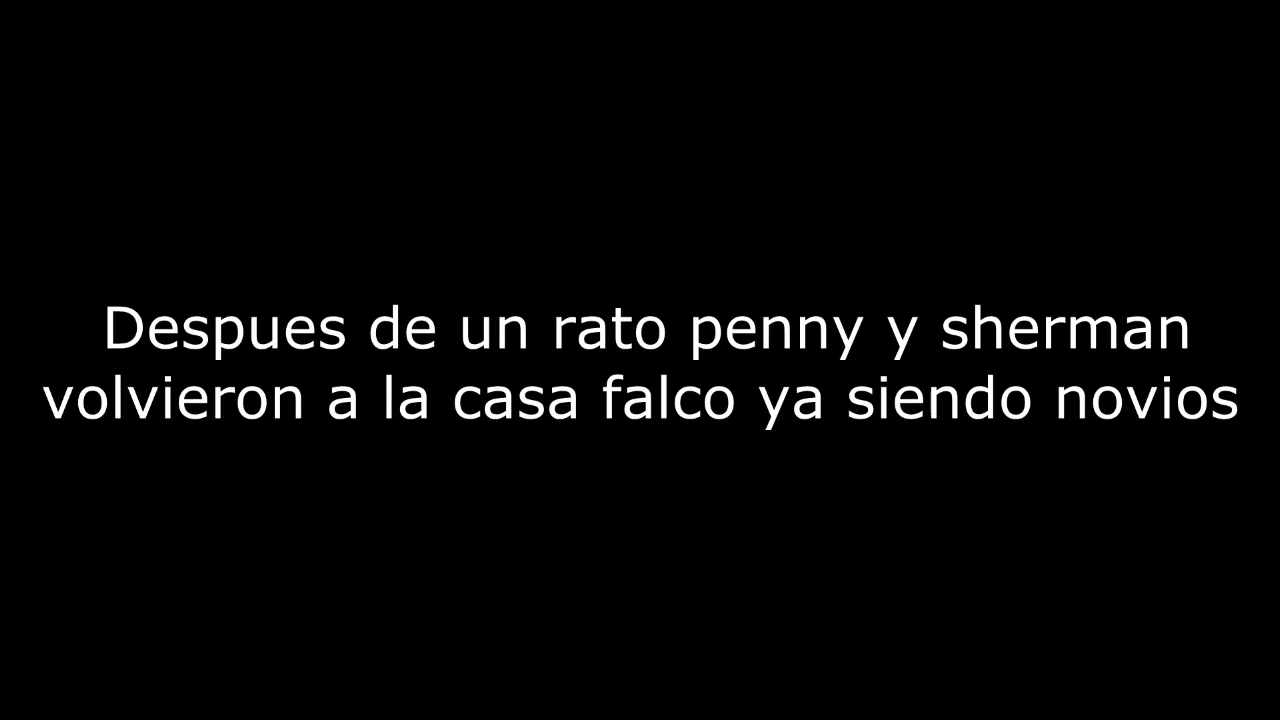 Despues de un rato penny y sherman
volvieron a la casa falco ya siendo novios